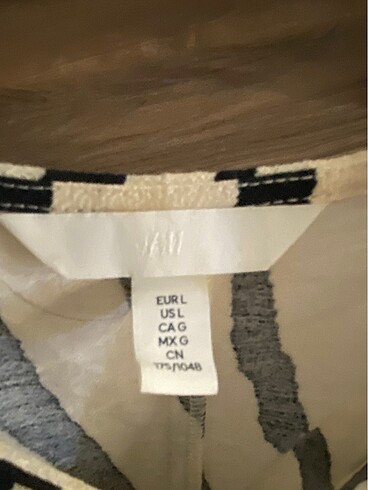 EUR L
US L
CA G
MX G
CN
175/104B